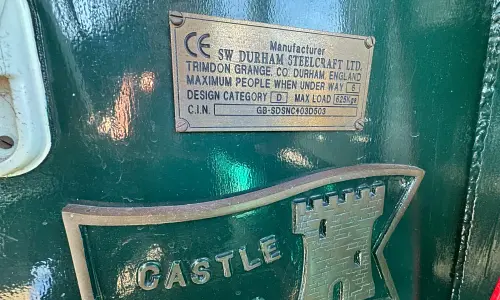 CE
Manufacturer
SW DURHAM STEELCRAFT LTD.
TRIMDON GRANGE, CO. DURHAM, ENGLAND
MAXIMUM PEOPLE WHEN UNDER WAY 6
DESIGN CATEGORY D MAX LOAD 625Kgs
C.I.N. GB-SDSNC403D503
CASTLE